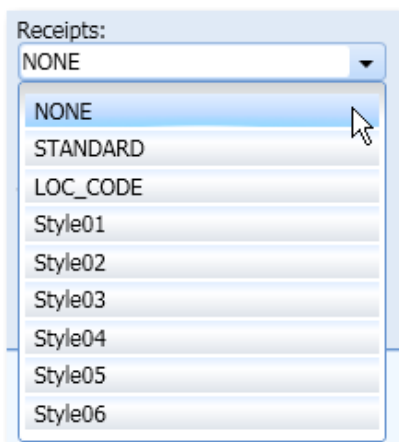 Receipts:
NONE
NONE
STANDARD
LOC_CODE
Style01
Style02
Style03
Style04
Style05
Style06